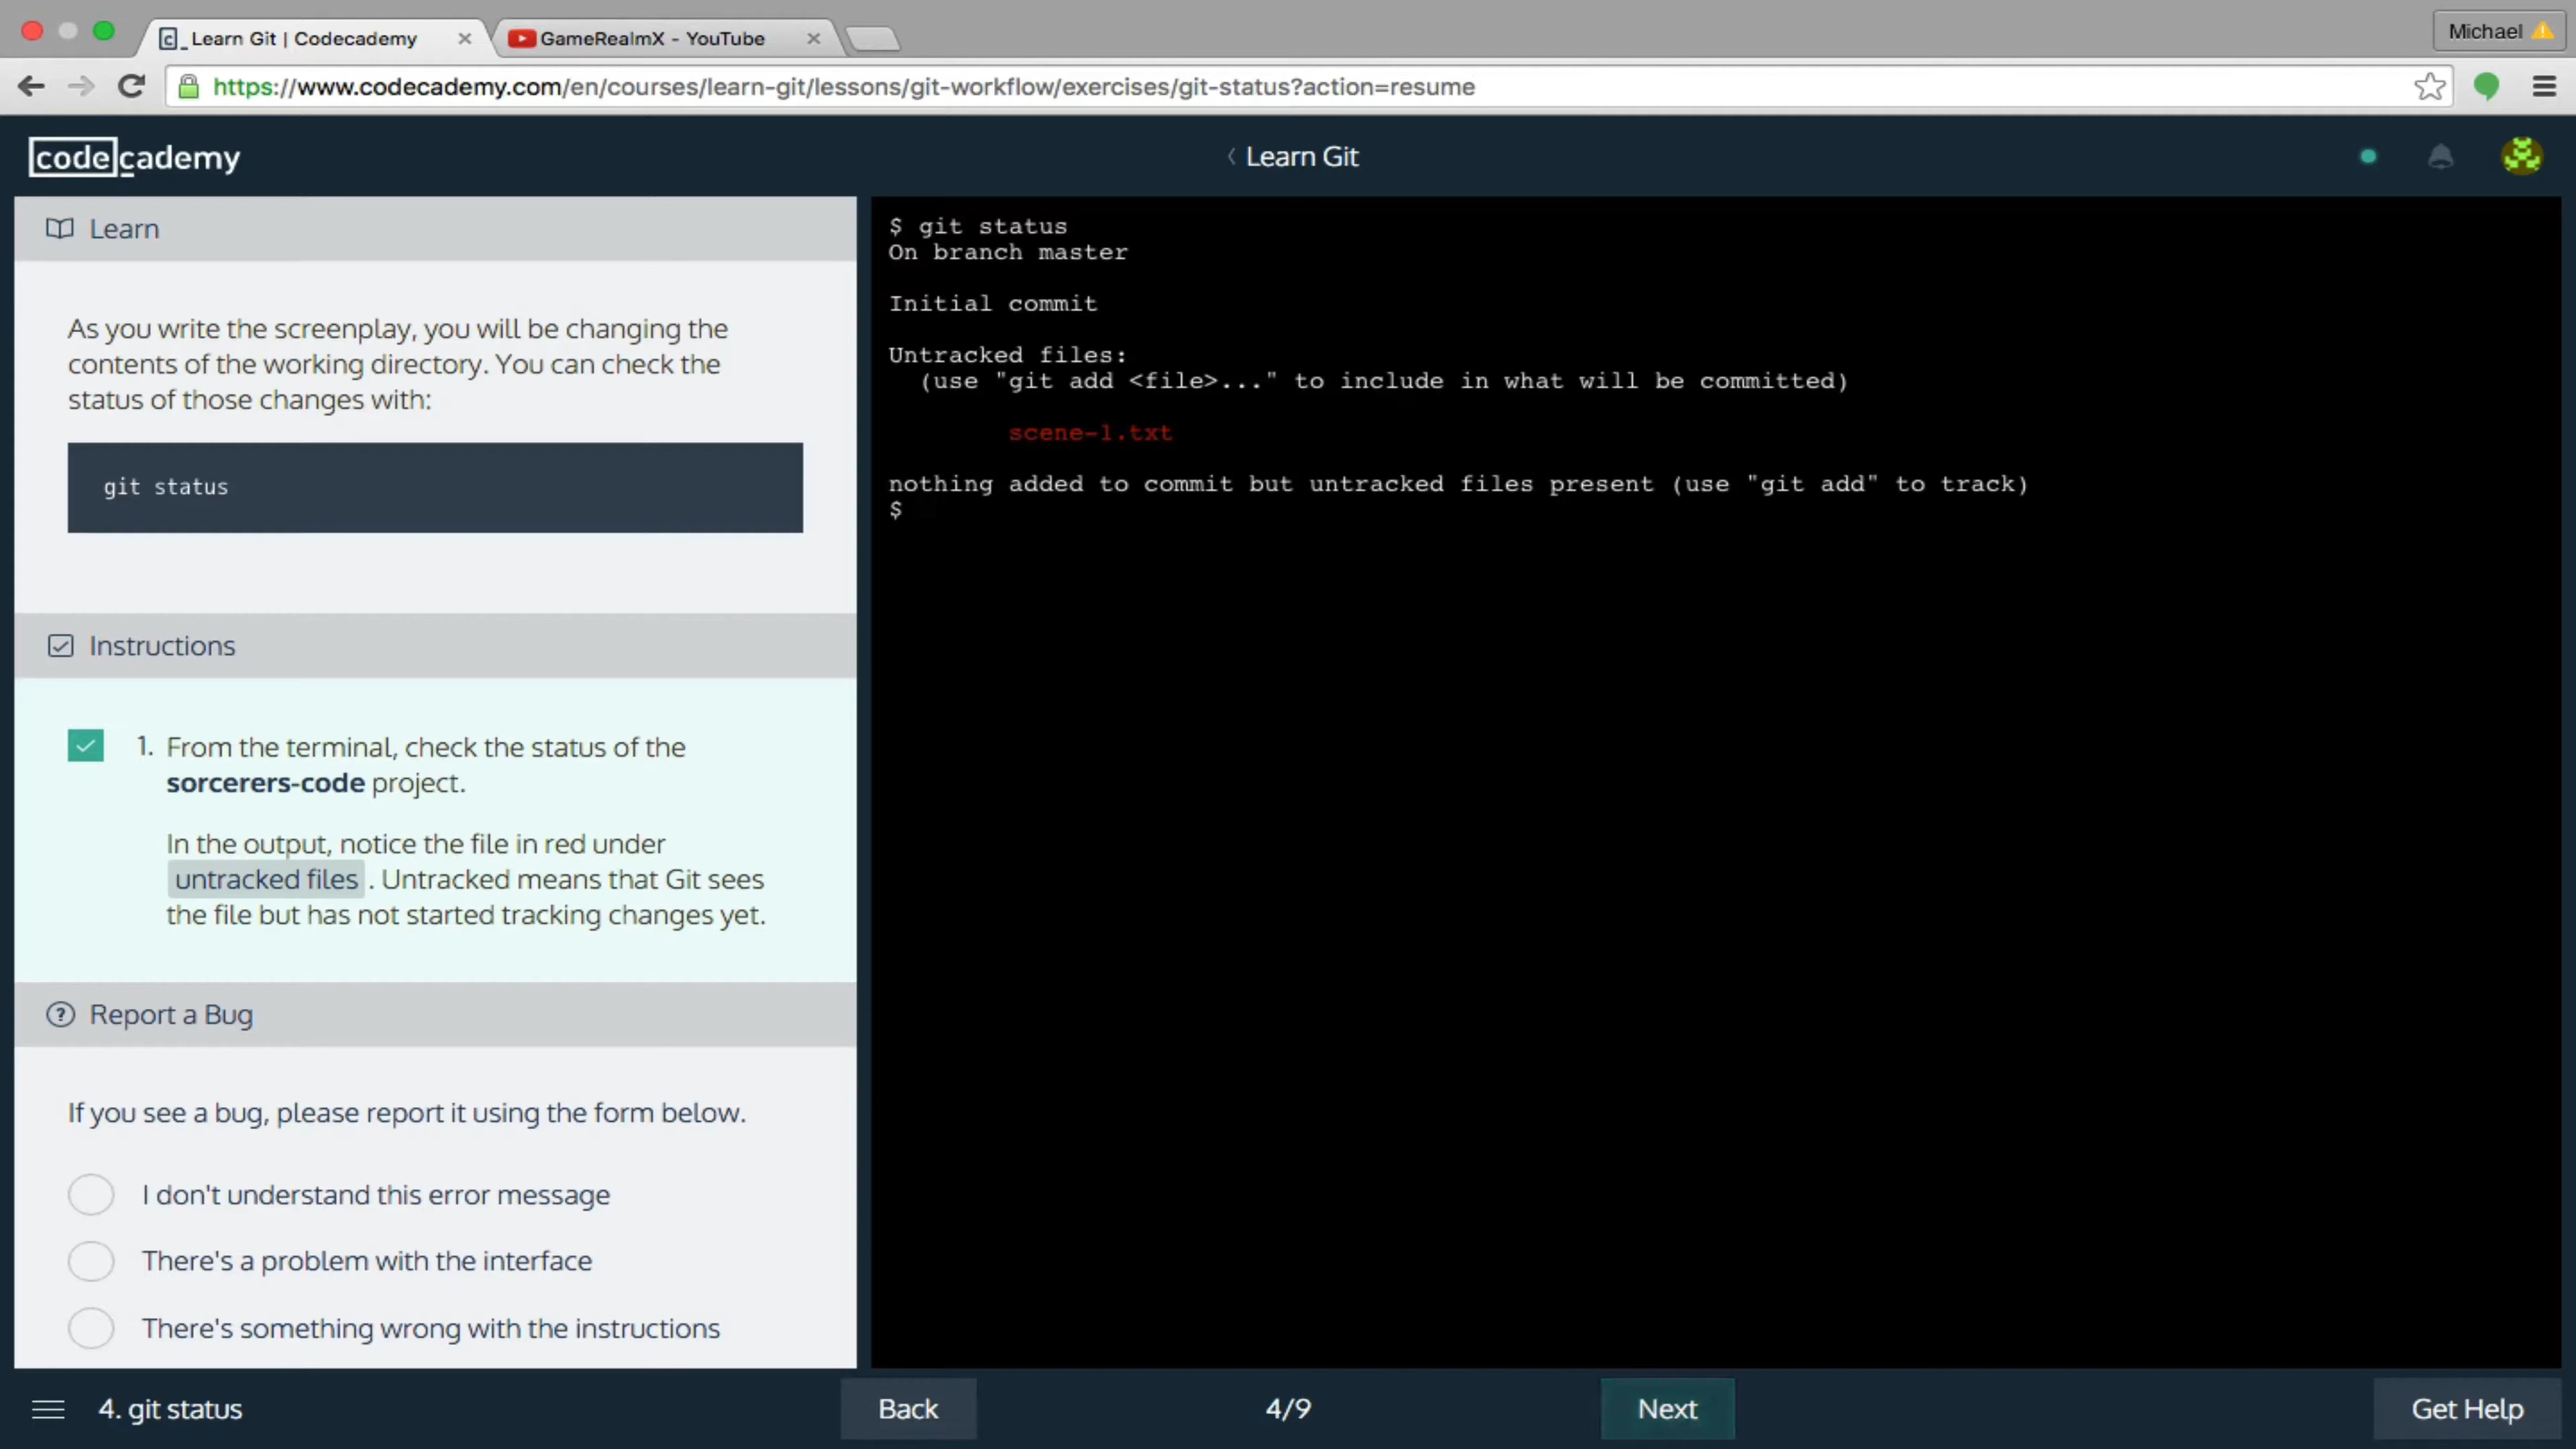 Learn Git | Codecademy
GameRealmX - YouTube
Michael
https://www.codecademy.com/en/courses/learn-git/lessons/git-workflow/exercises/git-status?action=resume
codecademy
Learn Git
Learn
As you write the screenplay, you will be changing the
contents of the working directory. You can check the
status of those changes with:
git status
Instructions
1. From the terminal, check the status of the
sorcerers-code project.
In the output, notice the file in red under
untracked files . Untracked means that Git sees
the file but has not started tracking changes yet.
Report a Bug
If you see a bug, please report it using the form below.
I don't understand this error message
There's a problem with the interface
There's something wrong with the instructions
$ git status
On branch master
Initial commit
Untracked files:
(use "git add <file>..." to include in what will be committed)
scene-1.txt
nothing added to commit but untracked files present (use "git add" to track)
$
4. git status
Back
4/9
Next
Get Help